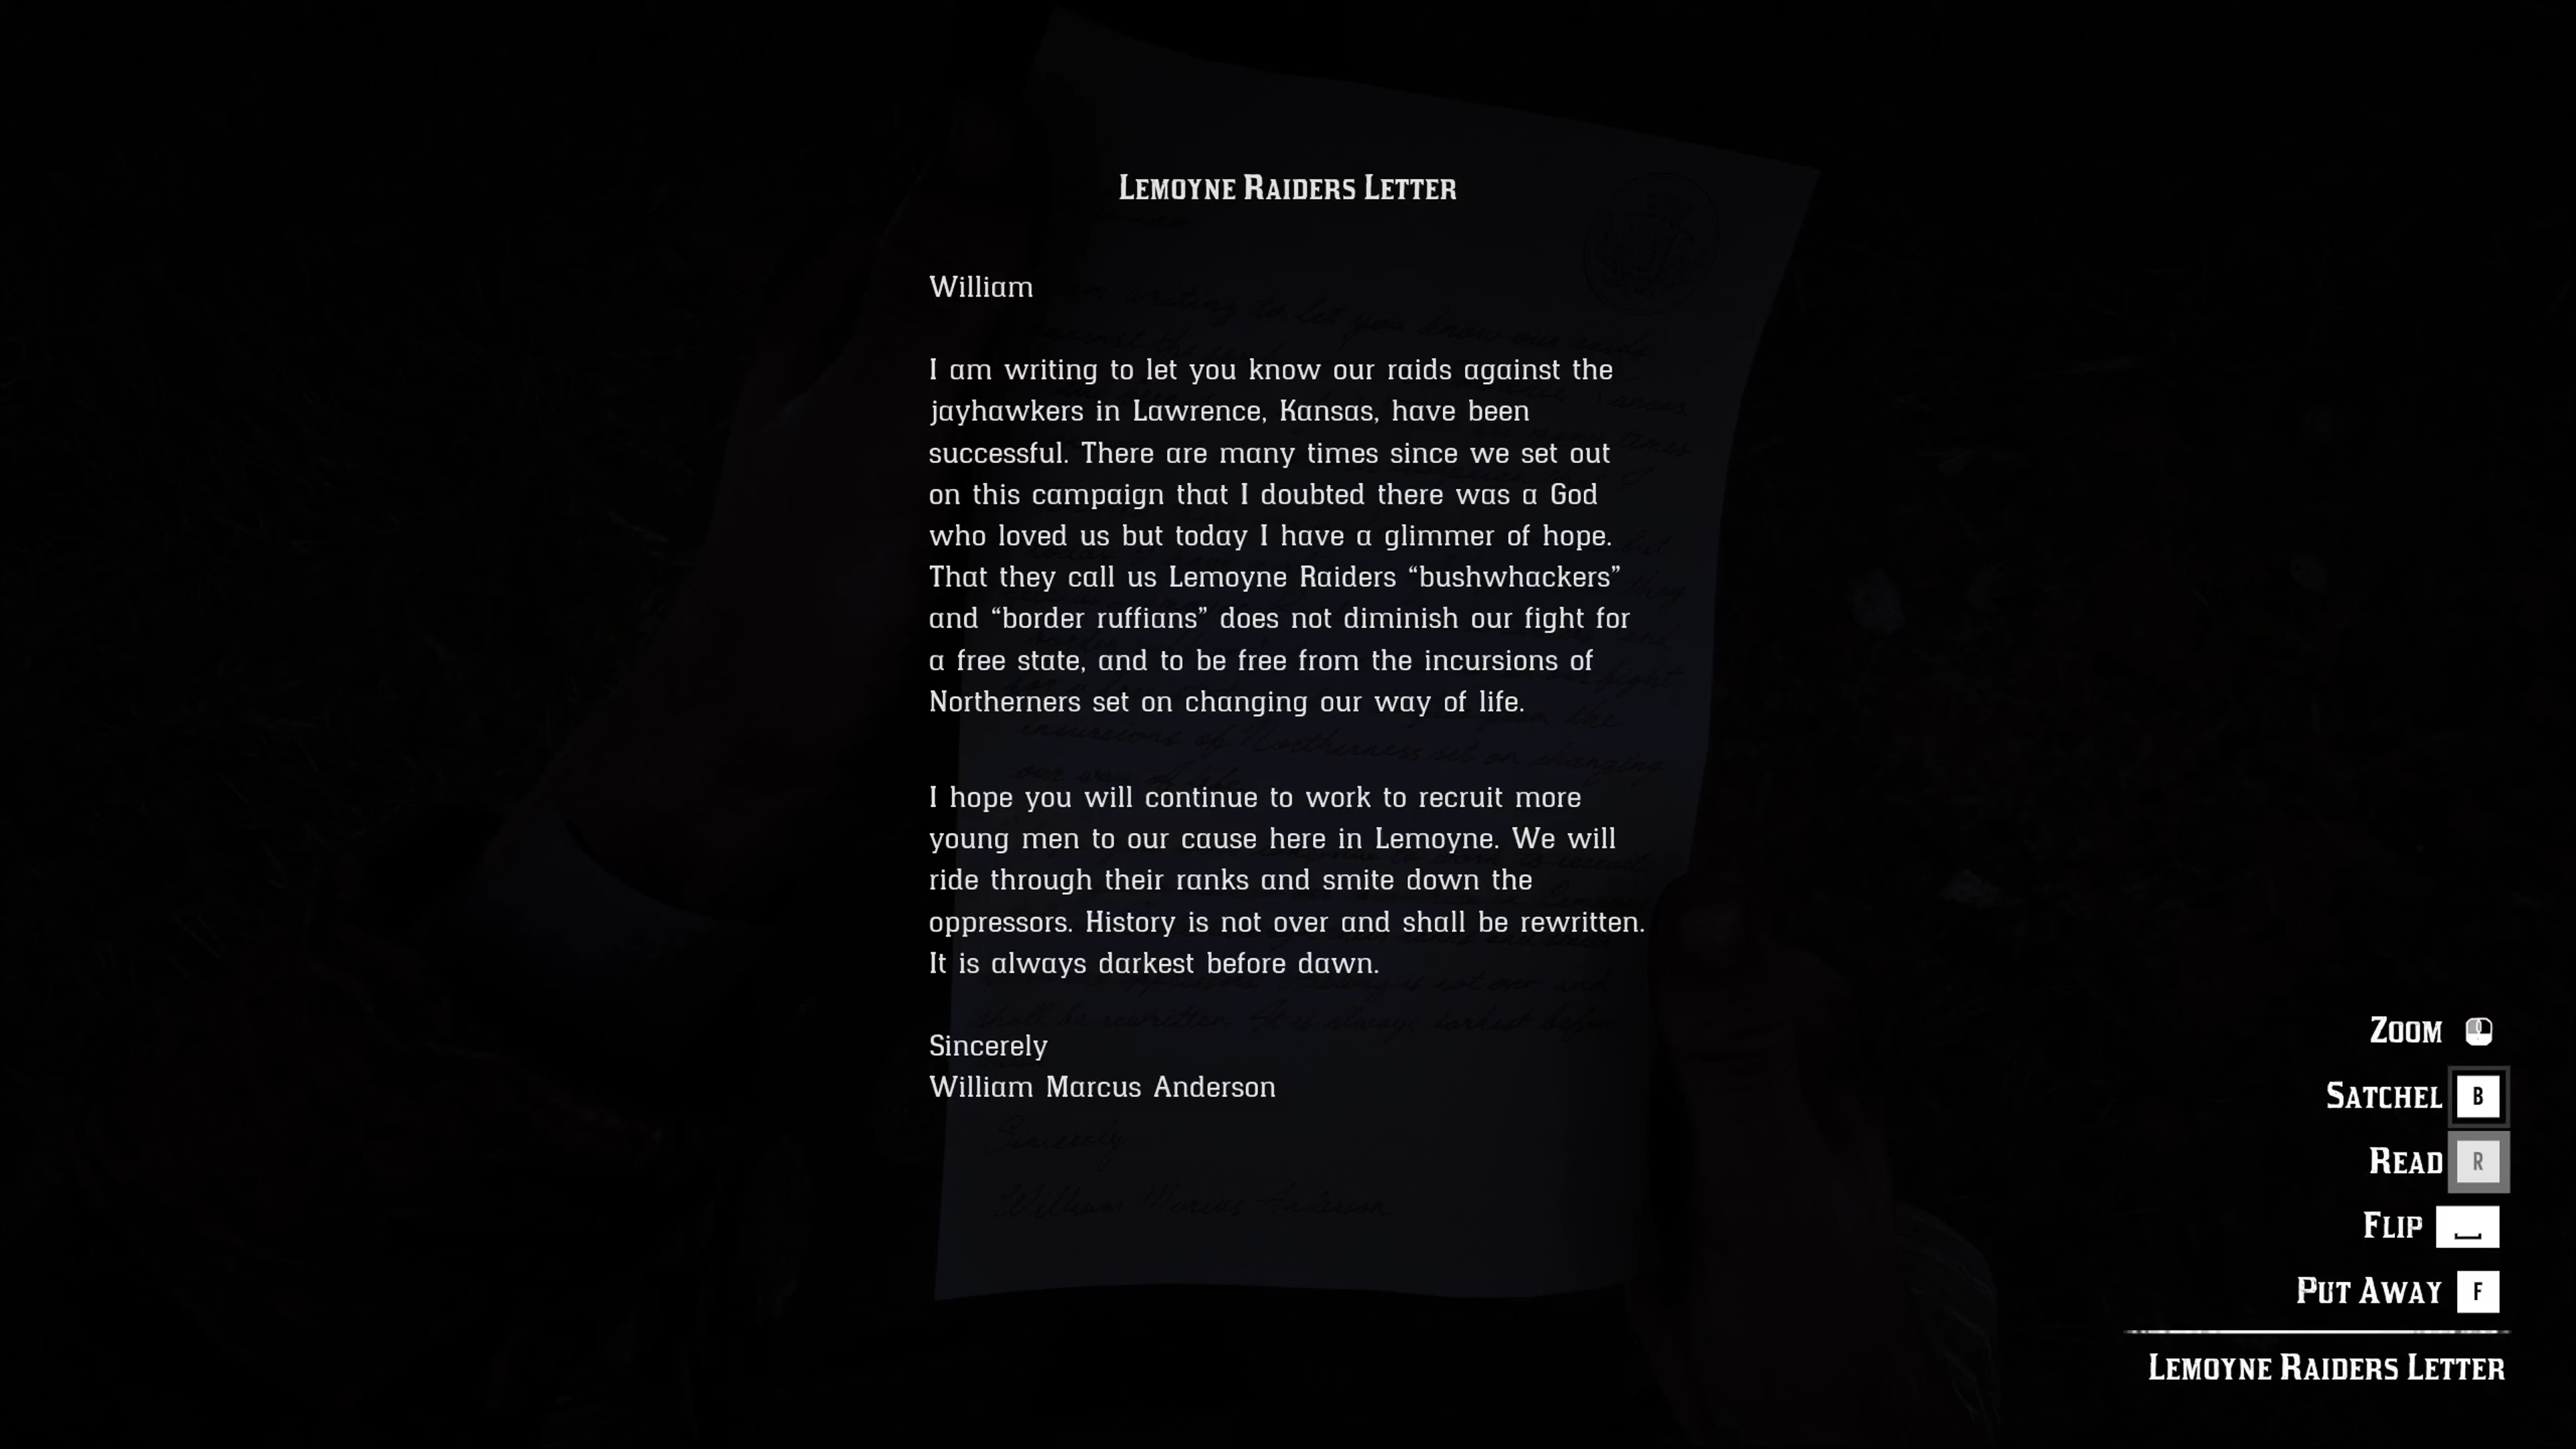 Lemoyne Raiders Letter
William
I am writing to let you know our raids against the
jayhawkers in Lawrence, Kansas, have been
successful. There are many times since we set out
on this campaign that I doubted there was a God
who loved us but today I have a glimmer of hope.
That they call us Lemoyne Raiders “bushwhackers”
and “border ruffians” does not diminish our fight for
a free state, and to be free from the incursions of
Northerners set on changing our way of life.
I hope you will continue to work to recruit more
young men to our cause here in Lemoyne. We will
ride through their ranks and smite down the
oppressors. History is not over and shall be rewritten.
It is always darkest before dawn.
Sincerely
William Marcus Anderson
Zoom
Satchel B
Read R
Flip
Put Away F
Lemoyne Raiders Letter